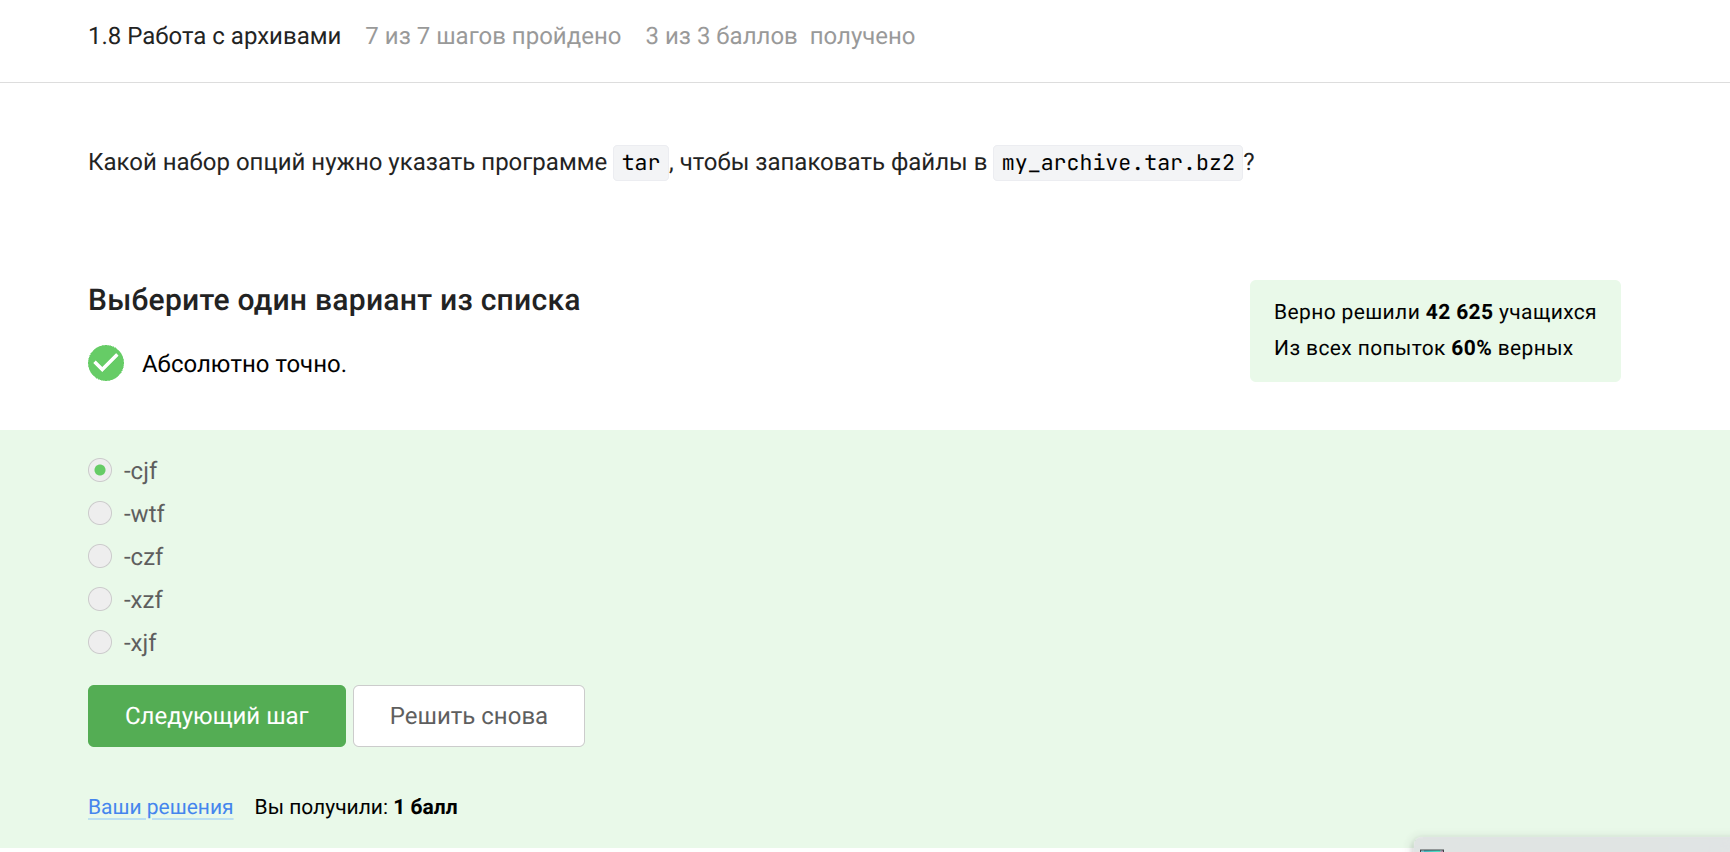 1.8 Работа с архивами 7 из 7 шагов пройдено 3 из 3 баллов получено
Какой набор опций нужно указать программе tar, чтобы запаковать файлы в my_archive.tar.bz2?
Выберите один вариант из списка
Абсолютно точно.
Верно решили 42 625 учащихся
Из всех попыток 60% верных
-cjf
-wtf
-czf
-xzf
-xjf
Следующий шаг
Решить снова
Ваши решения Вы получили: 1 балл